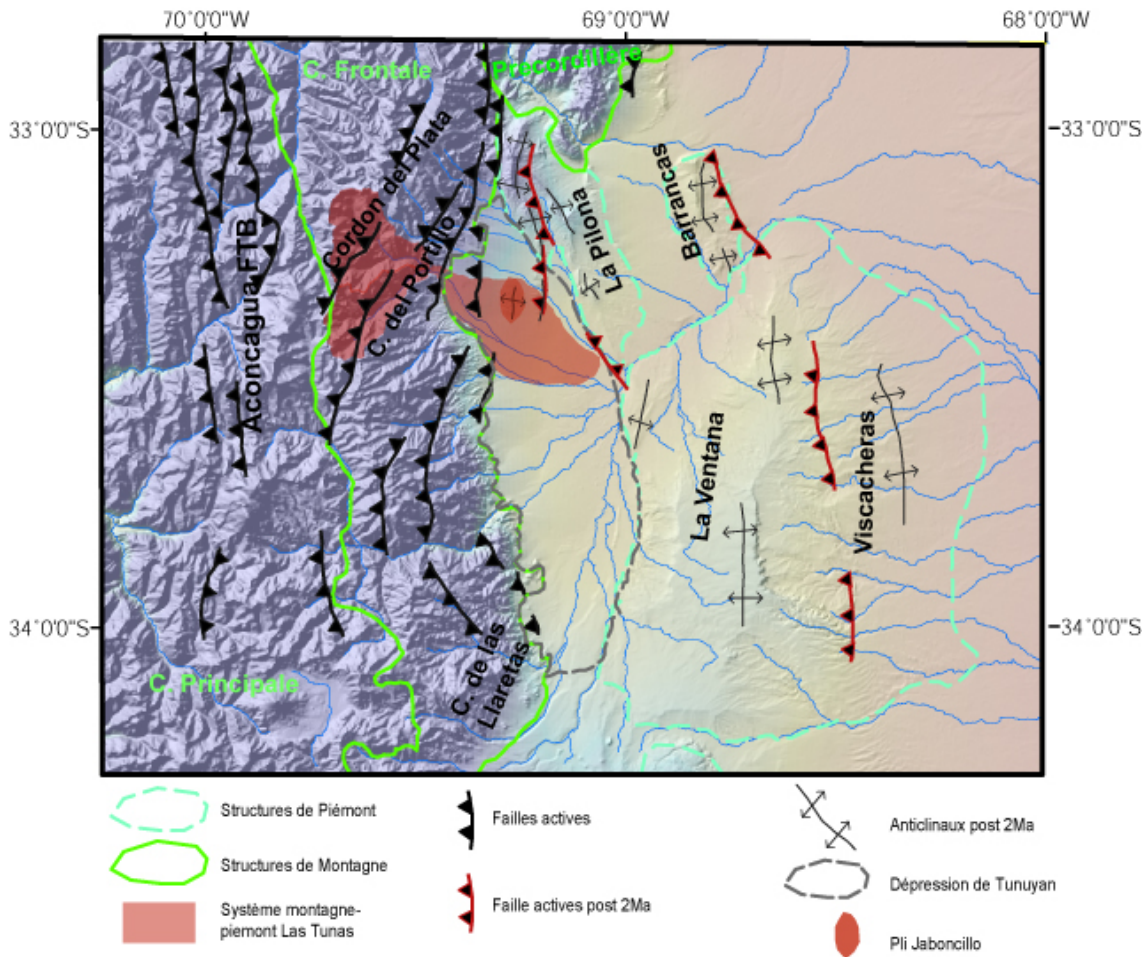 70°0'0"W
69°0'0"W
68°0'0"W
C. Frontale
Precordillère
33°0'0"S
33°0'0"S
Cordon del Plata
Barrancas
La Pilona
Aconcagua FTB
C. del Portillo
La Ventana
Viscacheras
34°0'0"S
34°0'0"S
C. Principale
C. de las
Llaretas
Structures de Piémont
Failles actives
Anticlinaux post 2Ma
Structures de Montagne
Dépression de Tunuyan
Système montagne-
piemont Las Tunas
Faille actives post 2Ma
Pli Jaboncillo